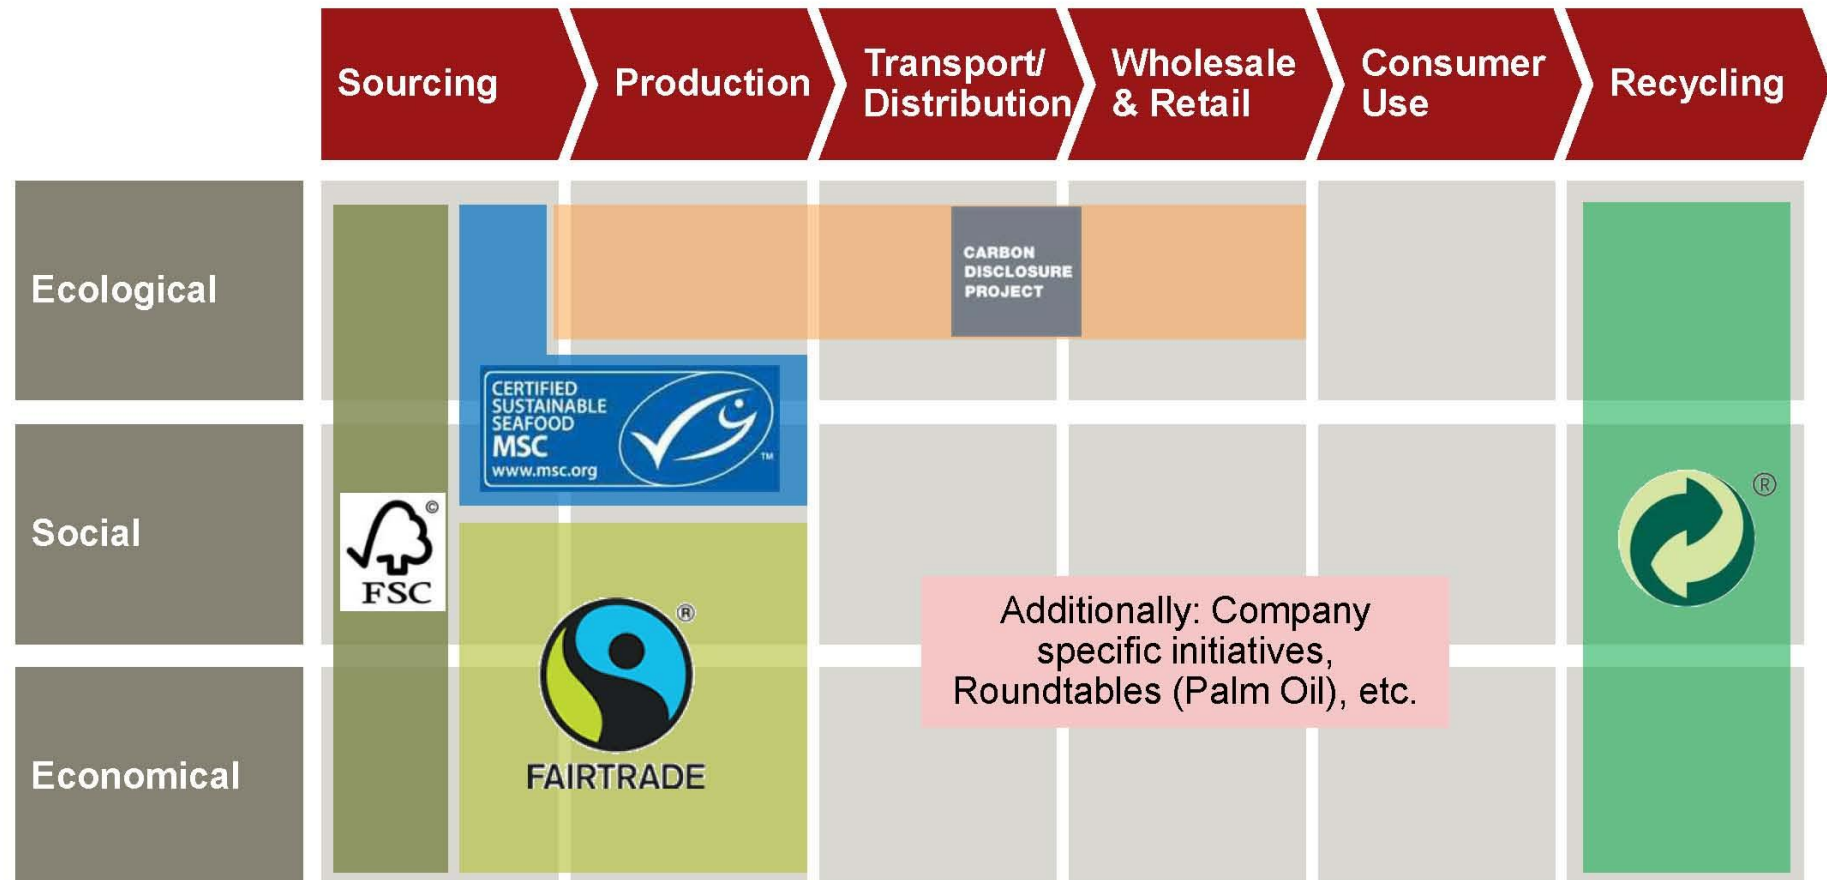 Sourcing
Production
Transport/
Distribution
Wholesale
& Retail
Consumer
Use
Recycling
Ecological
CARBON
DISCLOSURE
PROJECT
CERTIFIED
SUSTAINABLE
SEAFOOD
MSC
www.msc.org
TM
Social
©
FSC
®
®
Additionally: Company
specific initiatives,
Roundtables (Palm Oil), etc.
Economical
FAIRTRADE